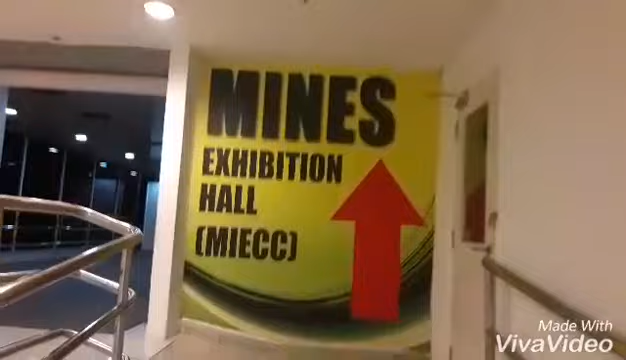 MINES
EXHIBITION
HALL
(MIECC)
Made With
VivaVideo